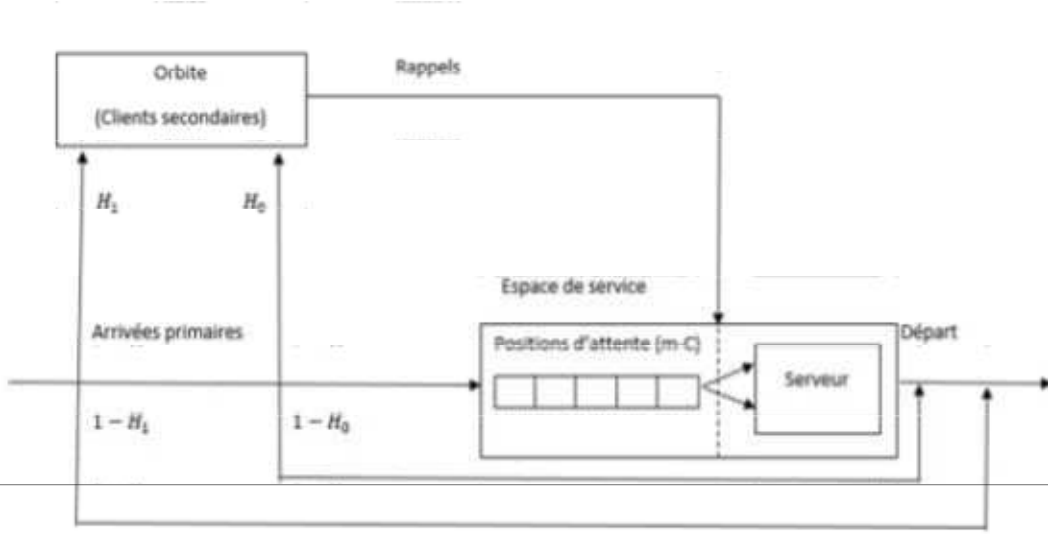 Orbite
Rappels
(Clients secondaires)
H₁
H₀
Espace de service
Arrivées primaires
Positions d'attente (m-C)
Départ
Serveur
1 − H₁
1 − H₀